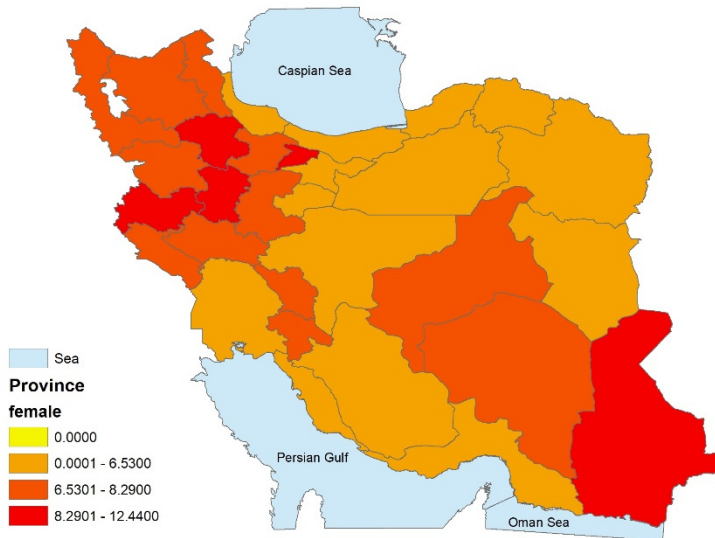 Caspian Sea
Sea
Province
female
0.0000
0.0001 - 6.5300
6.5301 - 8.2900
8.2901 - 12.4400
Persian Gulf
Oman Sea